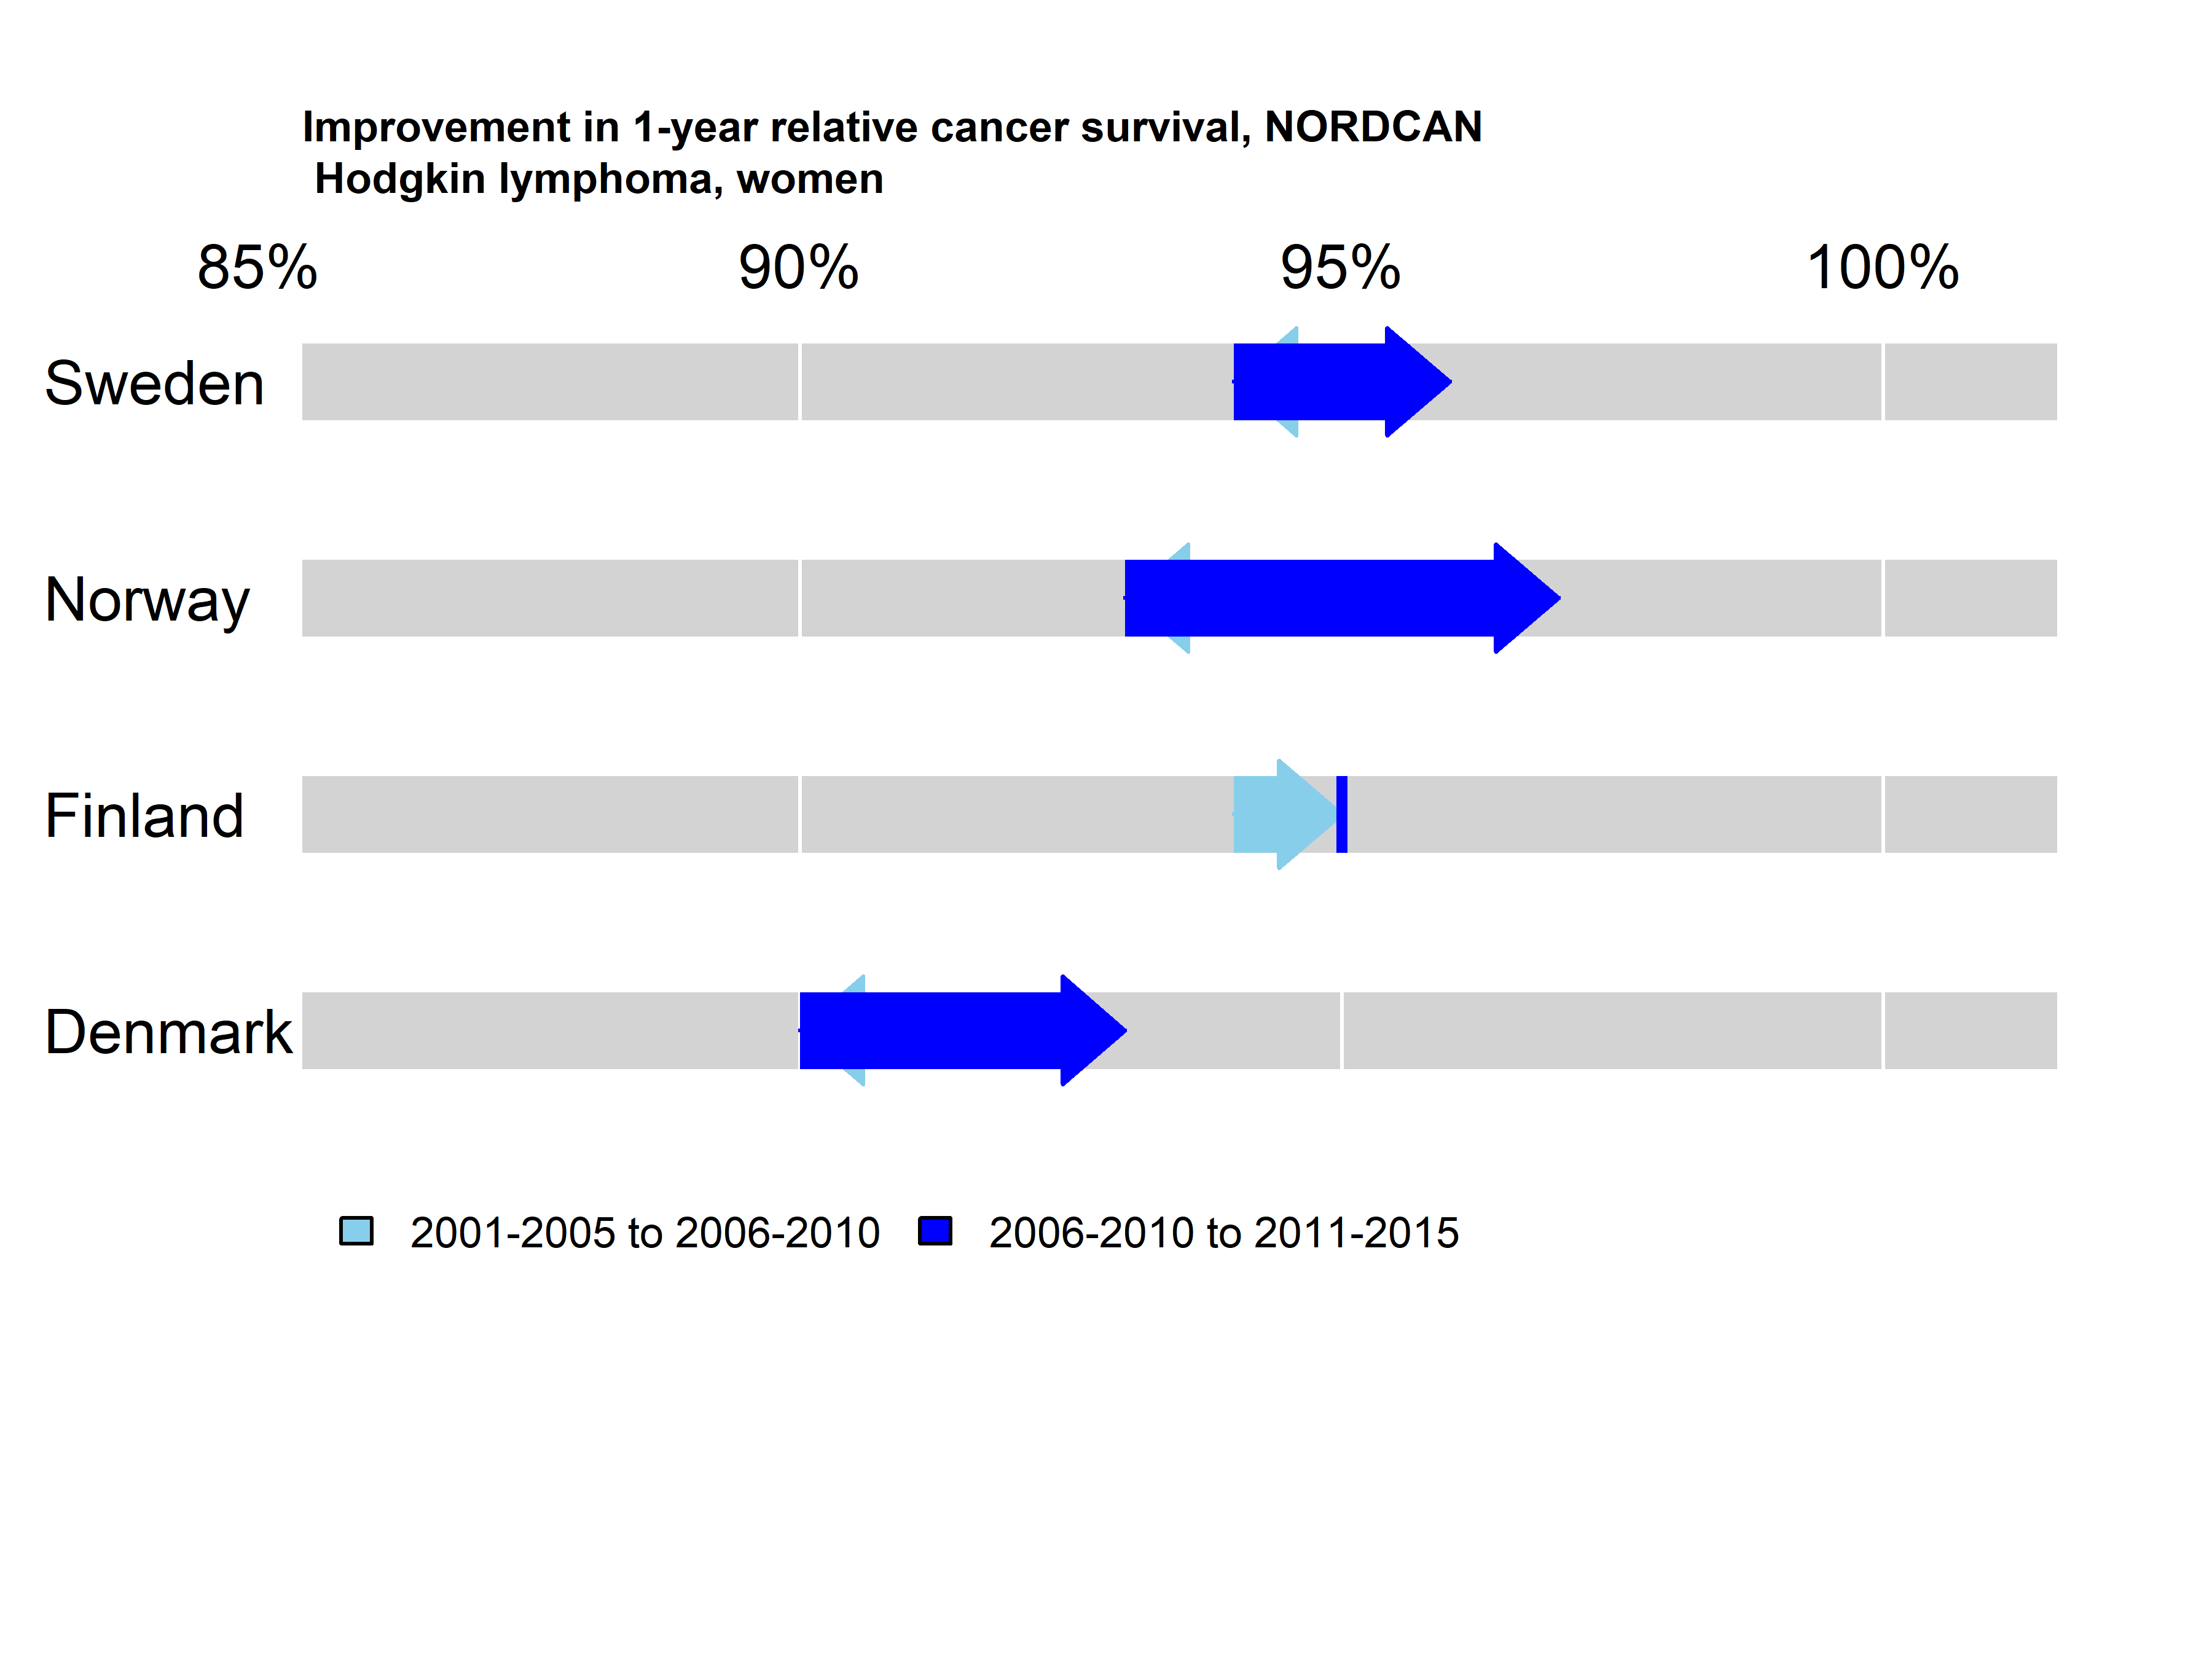 Improvement in 1-year relative cancer survival, NORDCAN
Hodgkin lymphoma, women
85% 90% 95% 100%
Sweden
Norway
Finland
Denmark
2001-2005 to 2006-2010 2006-2010 to 2011-2015